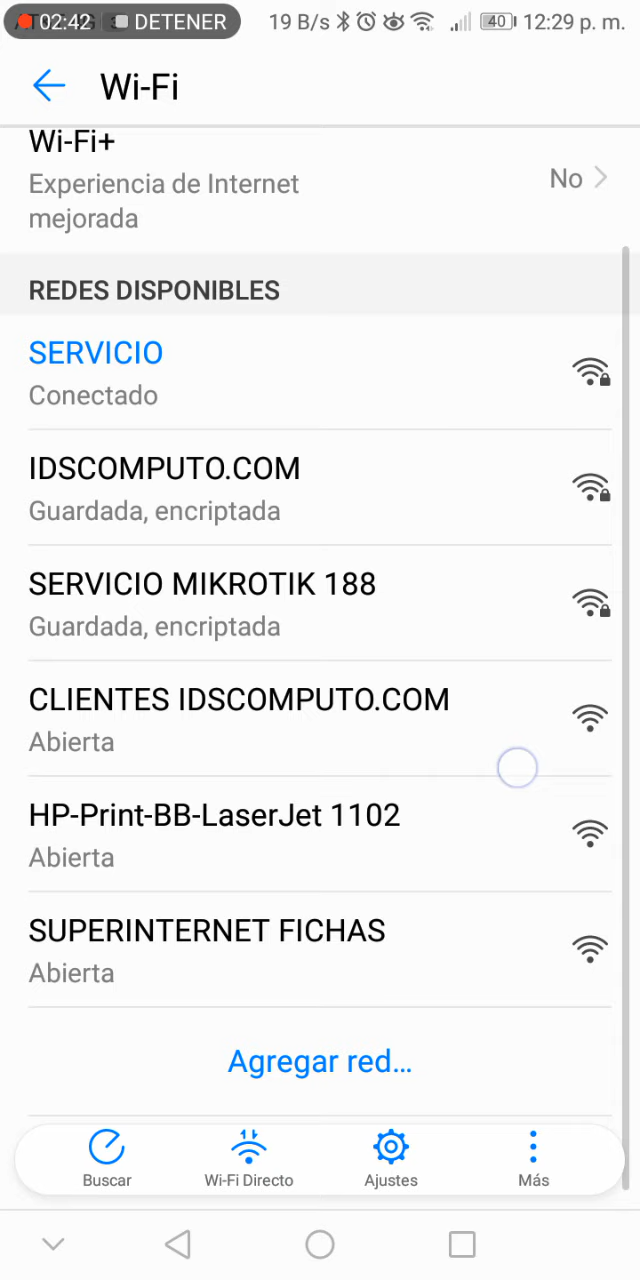 02:42 DETENER 19 B/s 40 12:29 p. m.
Wi-Fi
Wi-Fi+
Experiencia de Internet
mejorada
No
REDES DISPONIBLES
SERVICIO
Conectado
IDSCOMPUTO.COM
Guardada, encriptada
SERVICIO MIKROTIK 188
Guardada, encriptada
CLIENTES IDSCOMPUTO.COM
Abierta
HP-Print-BB-LaserJet 1102
Abierta
SUPERINTERNET FICHAS
Abierta
Agregar red...
Buscar Wi-Fi Directo Ajustes Más